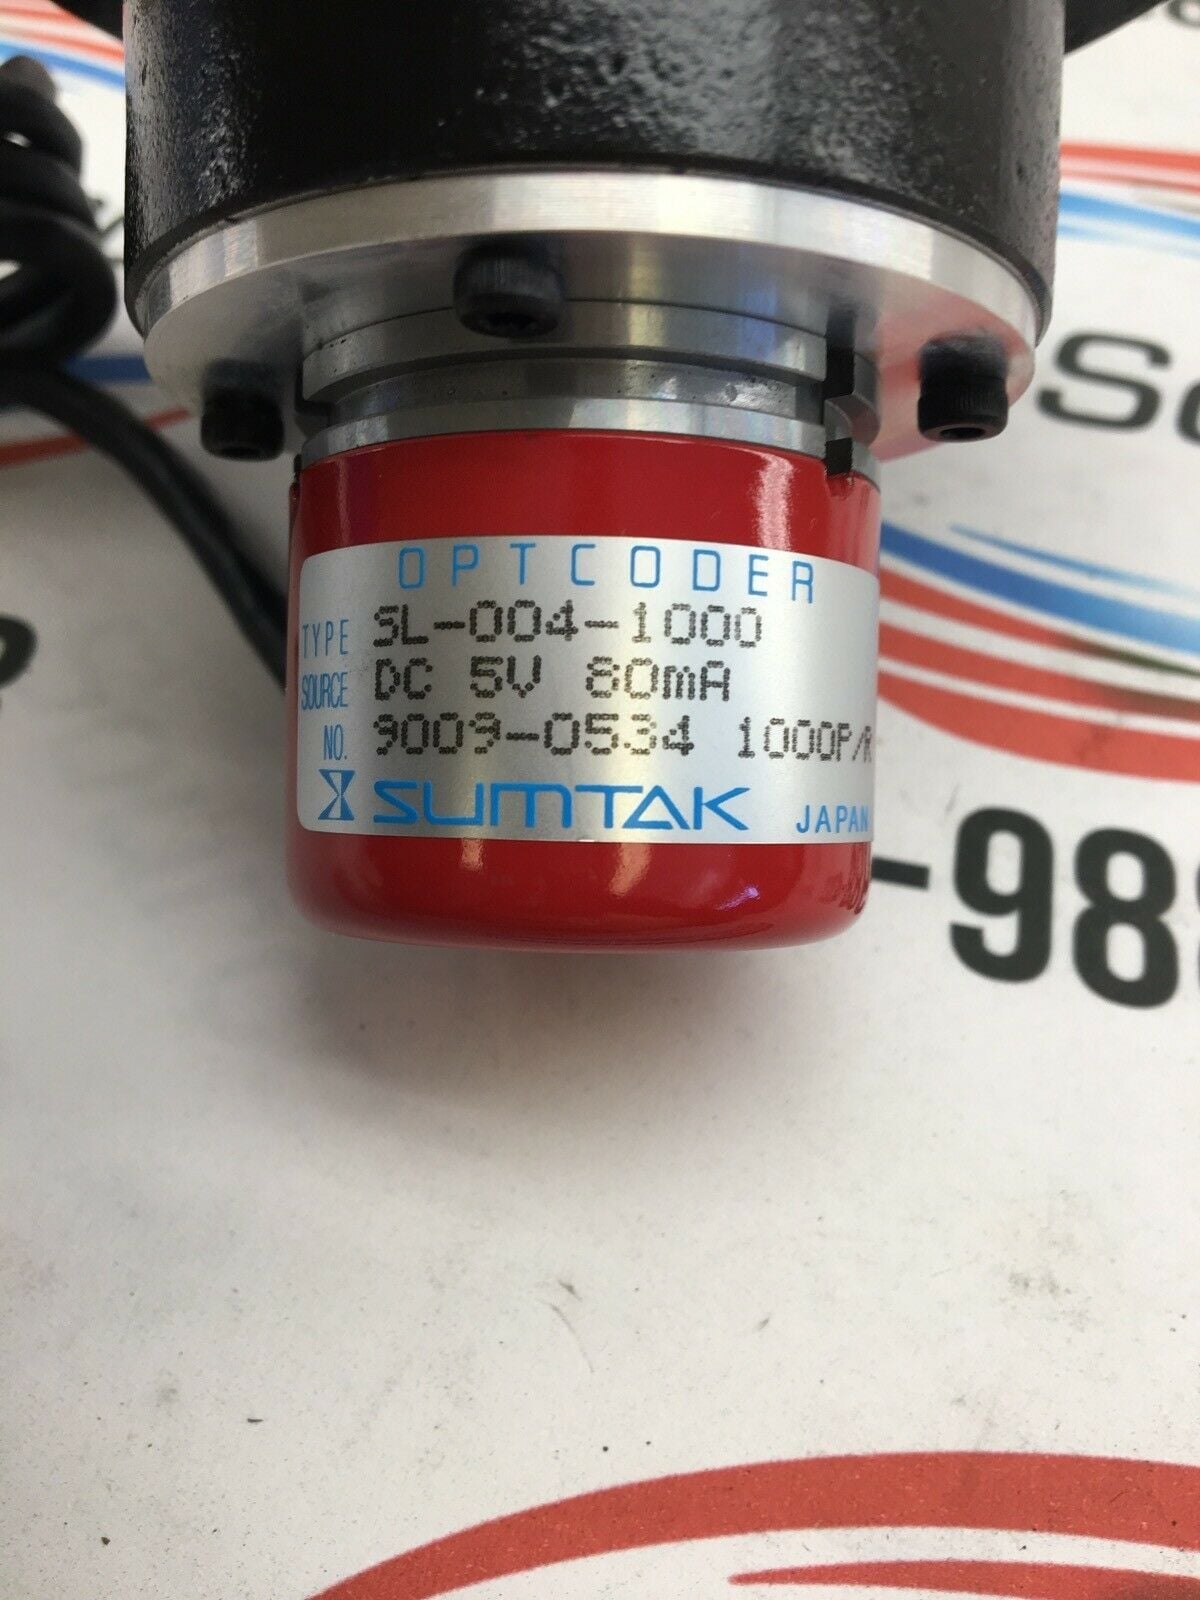 OPTCODER
TYPE SL-004-1000
SOURCE DC 5V 80mA
NO. 9009-0534 1000P/R
SUMTAK JAPAN